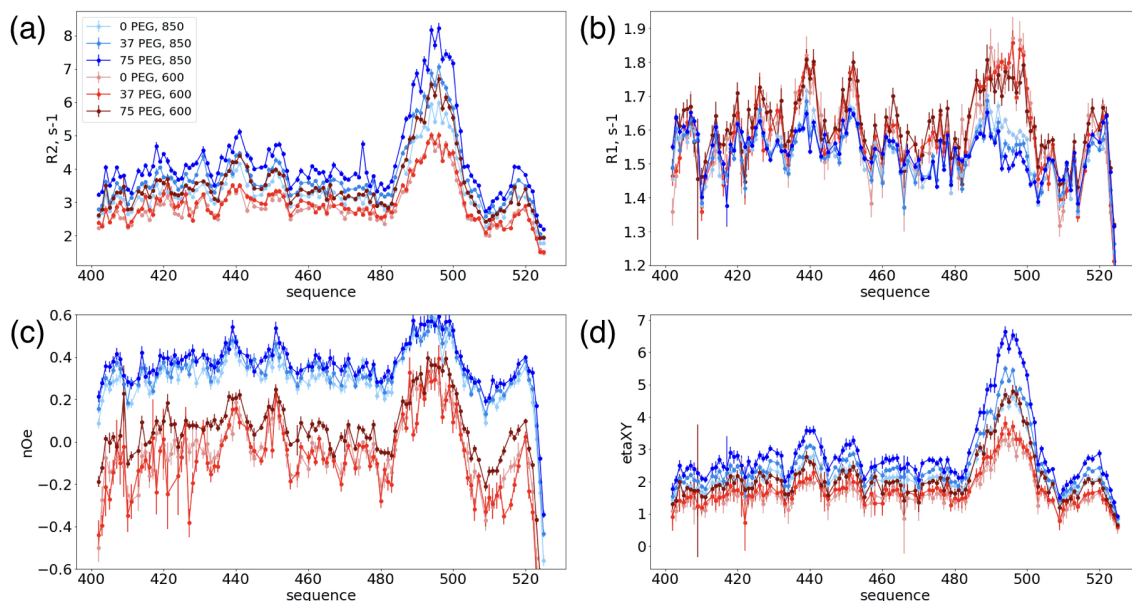 (a)
0 PEG, 850
37 PEG, 850
75 PEG, 850
0 PEG, 600
37 PEG, 600
75 PEG, 600
R2, s-1
8
7
6
5
4
3
2
400 420 440 460 480 500 520
sequence
(b)
R1, s-1
1.9
1.8
1.7
1.6
1.5
1.4
1.3
1.2
400 420 440 460 480 500 520
sequence
(c)
nOe
0.6
0.4
0.2
0.0
−0.2
−0.4
−0.6
400 420 440 460 480 500 520
sequence
(d)
etaXY
7
6
5
4
3
2
1
0
400 420 440 460 480 500 520
sequence